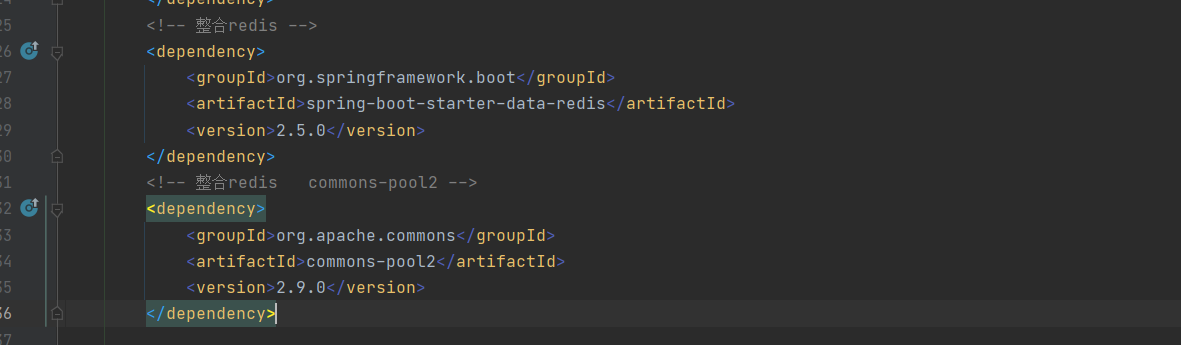 </dependency>
25 <!-- 整合redis -->
26 <dependency>
27 <groupId>org.springframework.boot</groupId>
28 <artifactId>spring-boot-starter-data-redis</artifactId>
29 <version>2.5.0</version>
30 </dependency>
31 <!-- 整合redis   commons-pool2 -->
32 <dependency>
33 <groupId>org.apache.commons</groupId>
34 <artifactId>commons-pool2</artifactId>
35 <version>2.9.0</version>
36 </dependency>
37